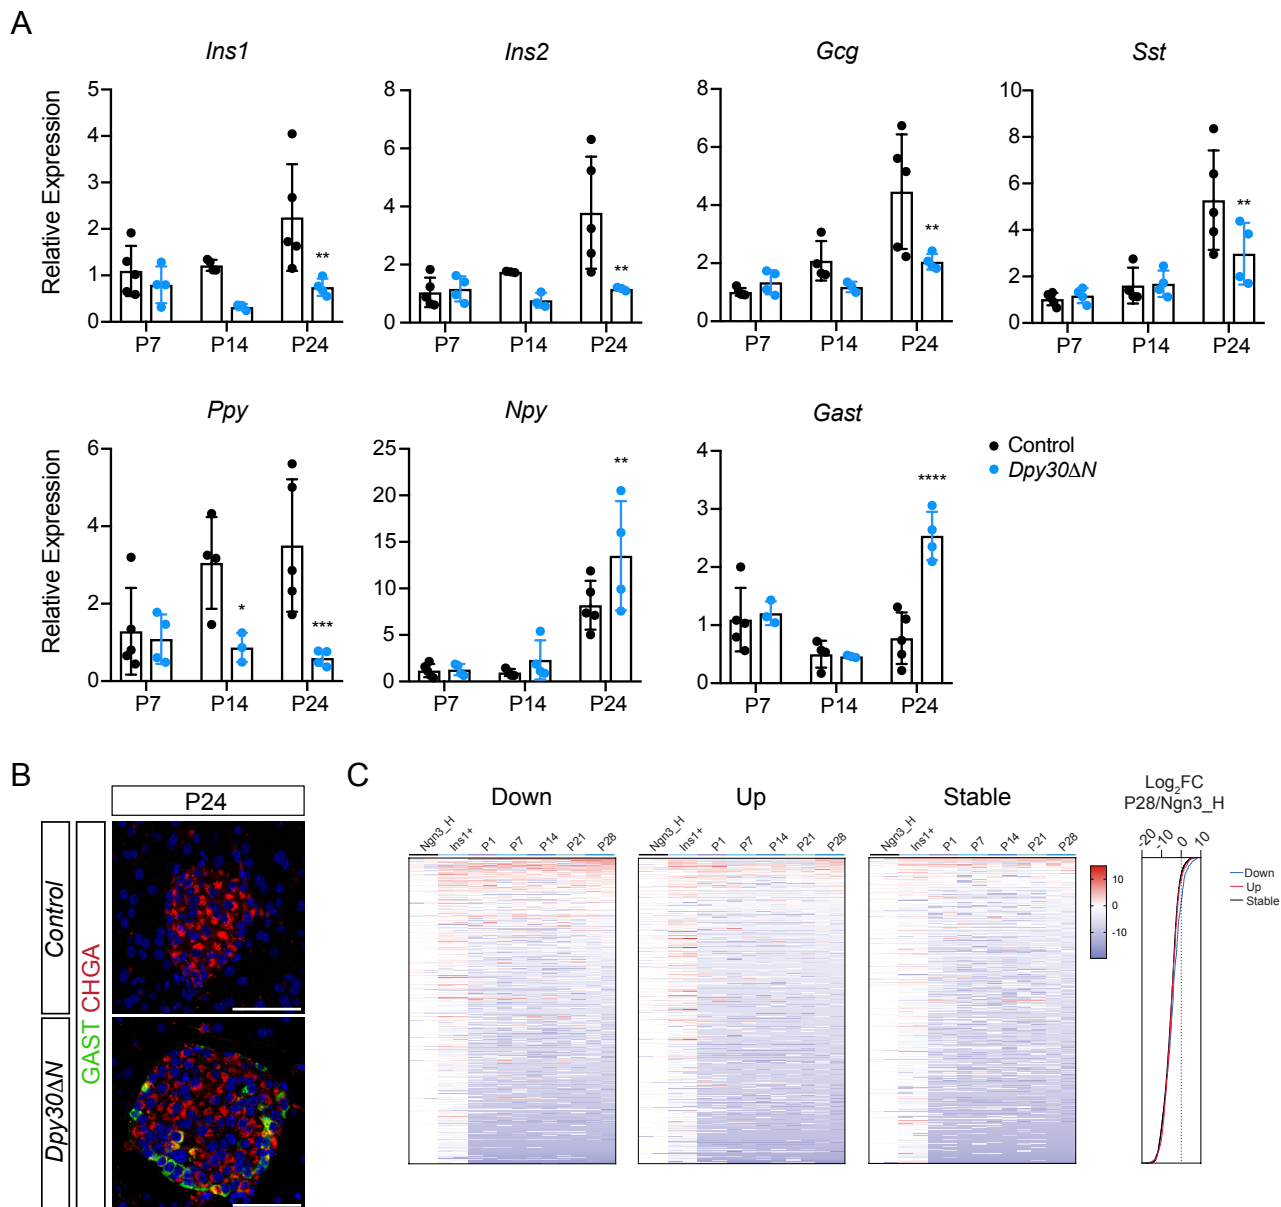 A
Ins1
Ins2
Gcg
Sst
Relative Expression
5
4
3
2
1
0
**
P7
P14
P24
8
6
4
2
0
**
P7
P14
P24
8
6
4
2
0
**
P7
P14
P24
10
8
6
4
2
0
**
P7
P14
P24
Ppy
Npy
Gast
Relative Expression
6
4
2
0
*
***
P7
P14
P24
25
20
15
10
5
0
**
P7
P14
P24
4
3
2
1
0
****
P7
P14
P24
Control
Dpy30ΔN
B
P24
Control
Dpy30ΔN
GAST CHGA
C
Down
Up
Stable
Ngn3_H
Ins1+
P1
P7
P14
P21
P28
Ngn3_H
Ins1+
P1
P7
P14
P21
P28
Ngn3_H
Ins1+
P1
P7
P14
P21
P28
10
0
-10
Log2FC
P28/Ngn3_H
-20
-10
0
10
Down
Up
Stable